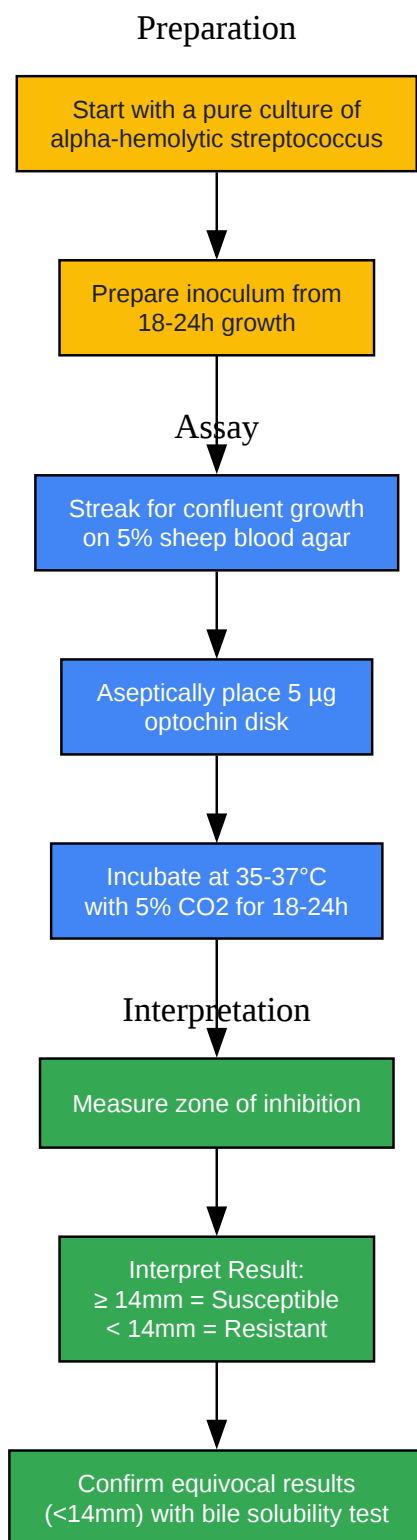 Preparation
Start with a pure culture of
alpha-hemolytic streptococcus
Prepare inoculum from
18-24h growth
Assay
Streak for confluent growth
on 5% sheep blood agar
Aseptically place 5 µg
optochin disk
Incubate at 35-37°C
with 5% CO2 for 18-24h
Interpretation
Measure zone of inhibition
Interpret Result:
≥ 14mm = Susceptible
< 14mm = Resistant
Confirm equivocal results
(<14mm) with bile solubility test